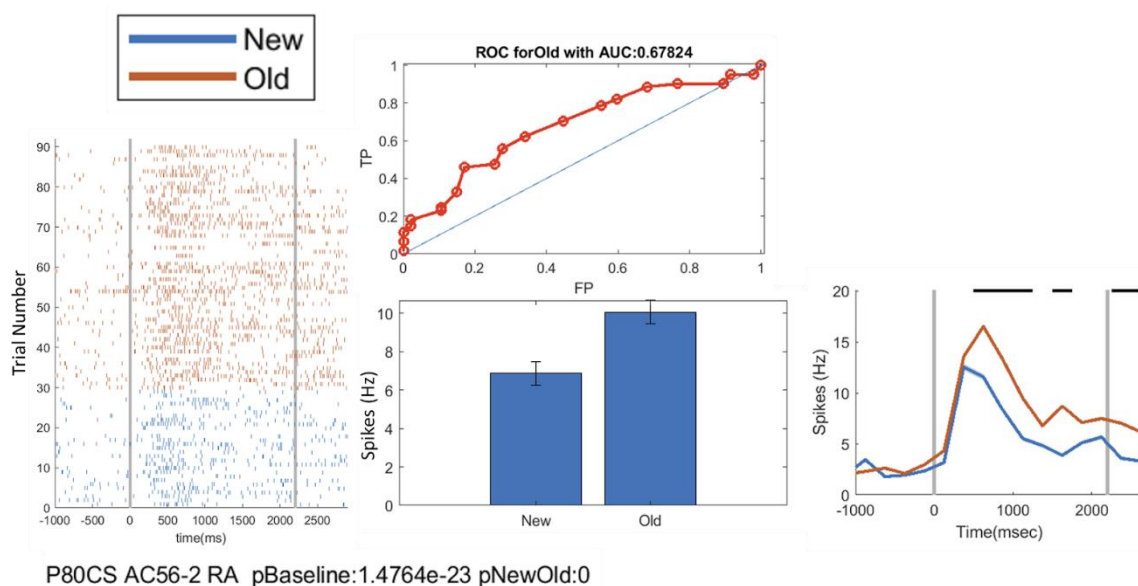 New
Old
ROC forOld with AUC:0.67824
TP
1
0.8
0.6
0.4
0.2
0
0 0.2 0.4 0.6 0.8 1
FP
Trial Number
90
80
70
60
50
40
30
20
10
0
-1000 -500 0 500 1000 1500 2000 2500
time(ms)
Spikes (Hz)
10
8
6
4
2
0
New Old
Spikes (Hz)
20
15
10
5
0
-1000 0 1000 2000
Time(msec)
P80CS AC56-2 RA pBaseline:1.4764e-23 pNewOld:0